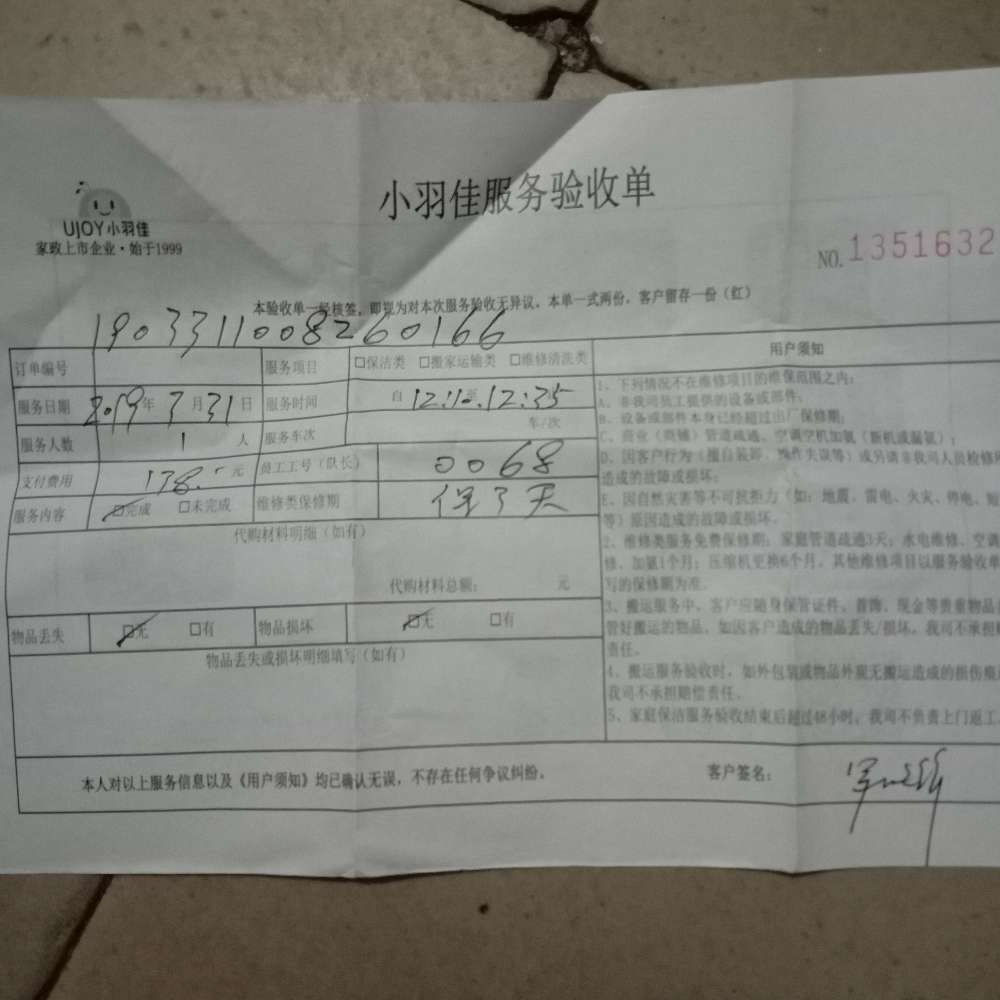 小羽佳服务验收单
UJOY小羽佳
家政上市企业·始于1999
NO.1351632
本验收单一经核签，即视为对本次服务验收无异议。本单一式两份，客户留存一份（红）
订单编号 1903311008260166 服务项目 □保洁类 □搬家运输类 □维修清洗类
服务日期 2019年3月31日 服务时间 自 12:10 至 12:35
服务人数 1 人 服务车次 车/次
支付费用 178. 元 员工工号（队长） 0068
服务内容 □完成 □未完成 维修类保修期
代购材料明细（如有）
代购材料总额： 元
物品丢失 □无 □有 物品损坏 □无 □有
物品丢失或损坏明细填写（如有）
用户须知
1、下列情况不在维修项目的维保范围之内：
A、非我司员工提供的设备或部件；
B、设备或部件本身已经超过出厂保修期；
C、商业（商铺）管道疏通、空调空机加氟（新机或漏氟）；
D、因客户行为（擅自装卸、操作失误等）或另请非我司人员检修所
造成的故障或损坏；
E、因自然灾害等不可抗拒力（如：地震、雷电、火灾、停电、短
等）原因造成的故障或损坏。
2、维修类服务免费保修期：家庭管道疏通3天；水电维修、空调
修、加氟1个月；压缩机更换6个月，其他维修项目以服务验收单
写的保修期为准。
3、搬运服务中，客户应随身保管证件、首饰、现金等贵重物品
管好搬运的物品，如因客户造成的物品丢失/损坏，我司不承担赔
责任。
4、搬运服务验收时，如外包装或物品外观无搬运造成的损伤痕
我司不承担赔偿责任。
5、家庭保洁服务验收结束后超过48小时，我司不负责上门返工
本人对以上服务信息以及《用户须知》均已确认无误，不存在任何争议纠纷。 客户签名：